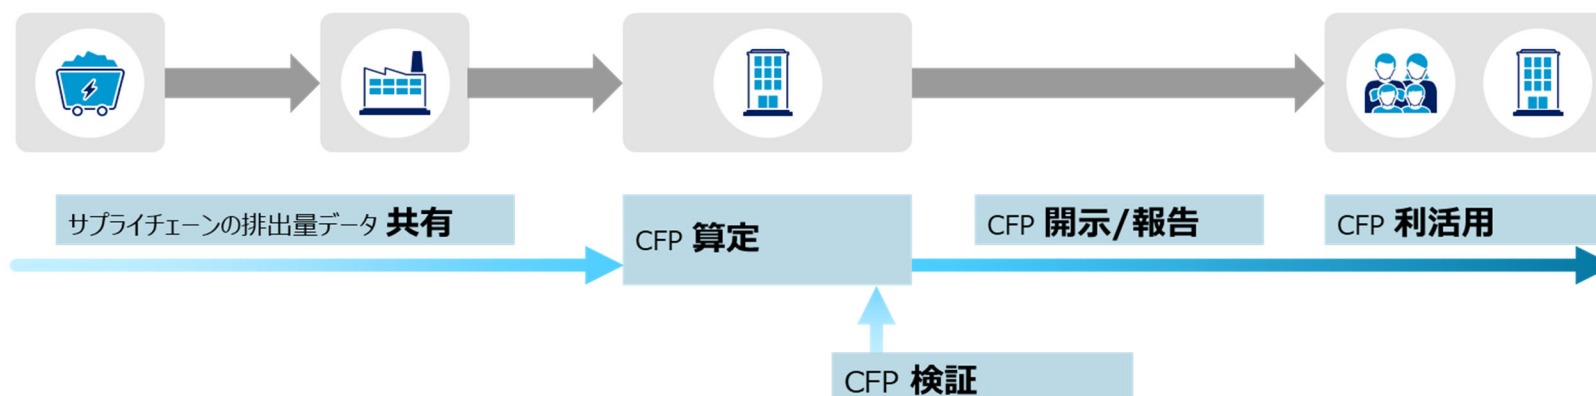 サプライチェーンの排出量データ 共有
CFP 算定
CFP 開示/報告
CFP 利活用
CFP 検証